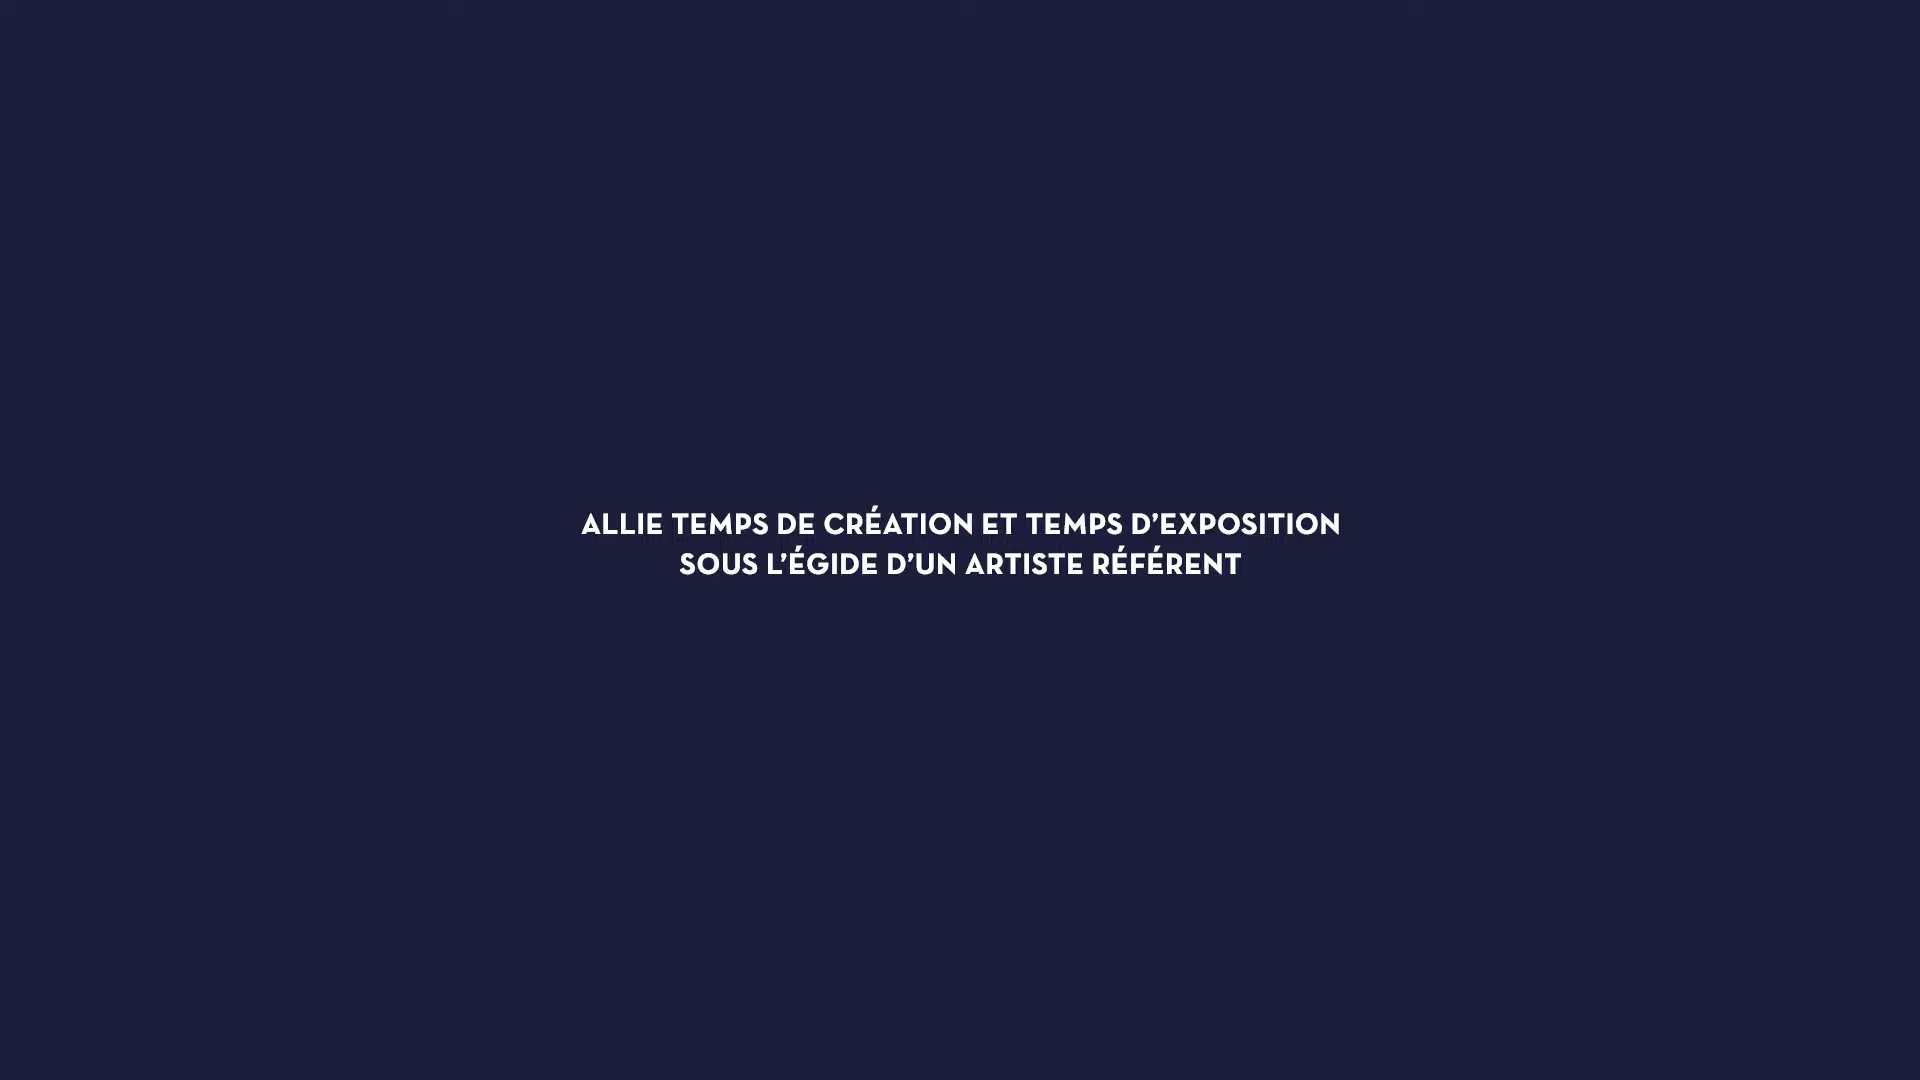 ALLIE TEMPS DE CRÉATION ET TEMPS D’EXPOSITION
SOUS L’ÉGIDE D’UN ARTISTE RÉFÉRENT